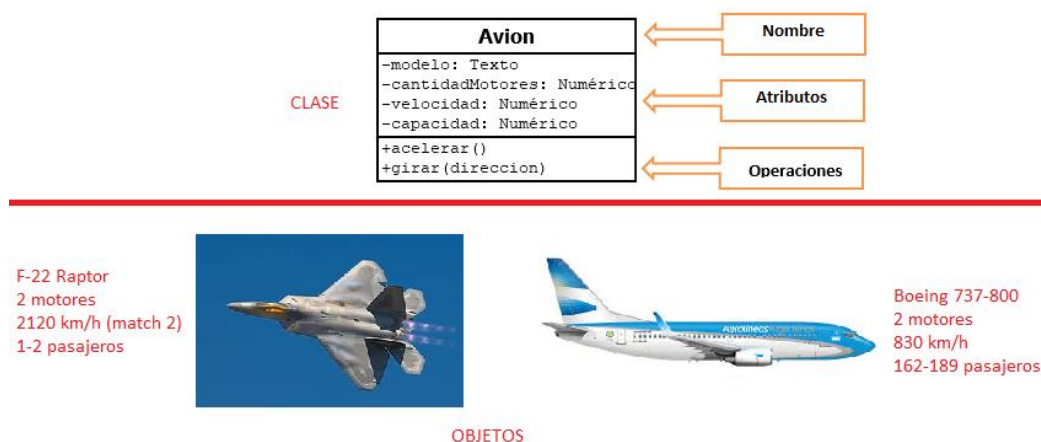 Avion
Nombre
-modelo: Texto
-cantidadMotores: Numérico
-velocidad: Numérico
-capacidad: Numérico
CLASE
Atributos
+acelerar()
+girar(direccion)
Operaciones
F-22 Raptor
2 motores
2120 km/h (match 2)
1-2 pasajeros
Aerolíneas Argentinas
Boeing 737-800
2 motores
830 km/h
162-189 pasajeros
OBJETOS